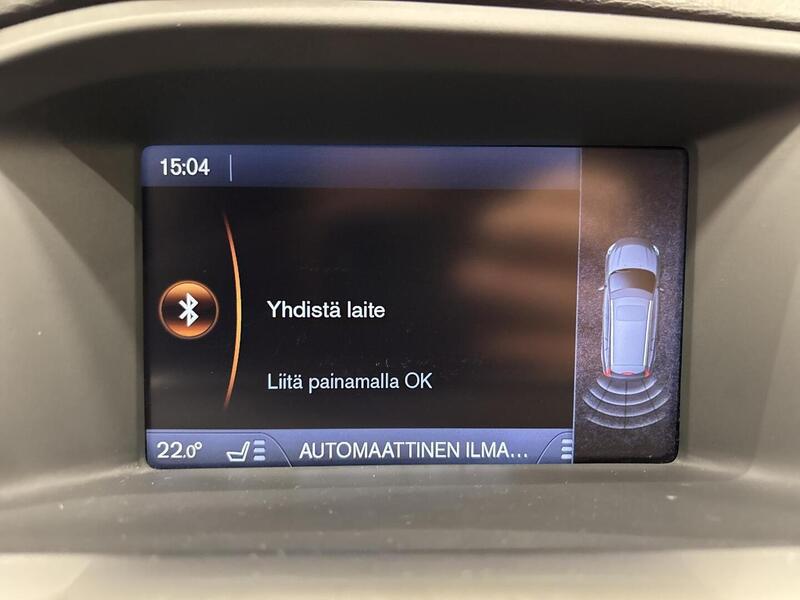 15:04
Yhdistä laite
Liitä painamalla OK
22.0° AUTOMAATTINEN ILMA...